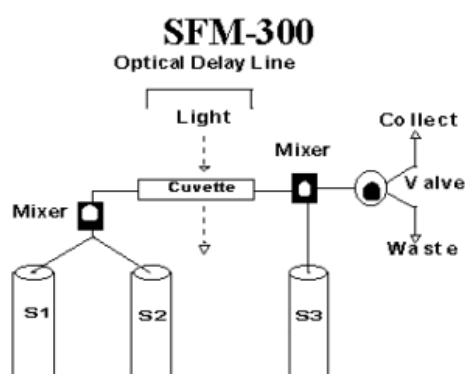 SFM-300
Optical Delay Line
Light
Collect
Mixer
Cuvette
Valve
Mixer
Waste
S1
S2
S3